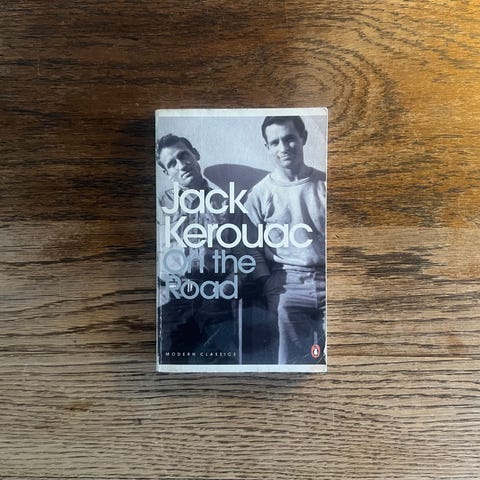 Jack
Kerouac
On the
Road
MODERN CLASSICS